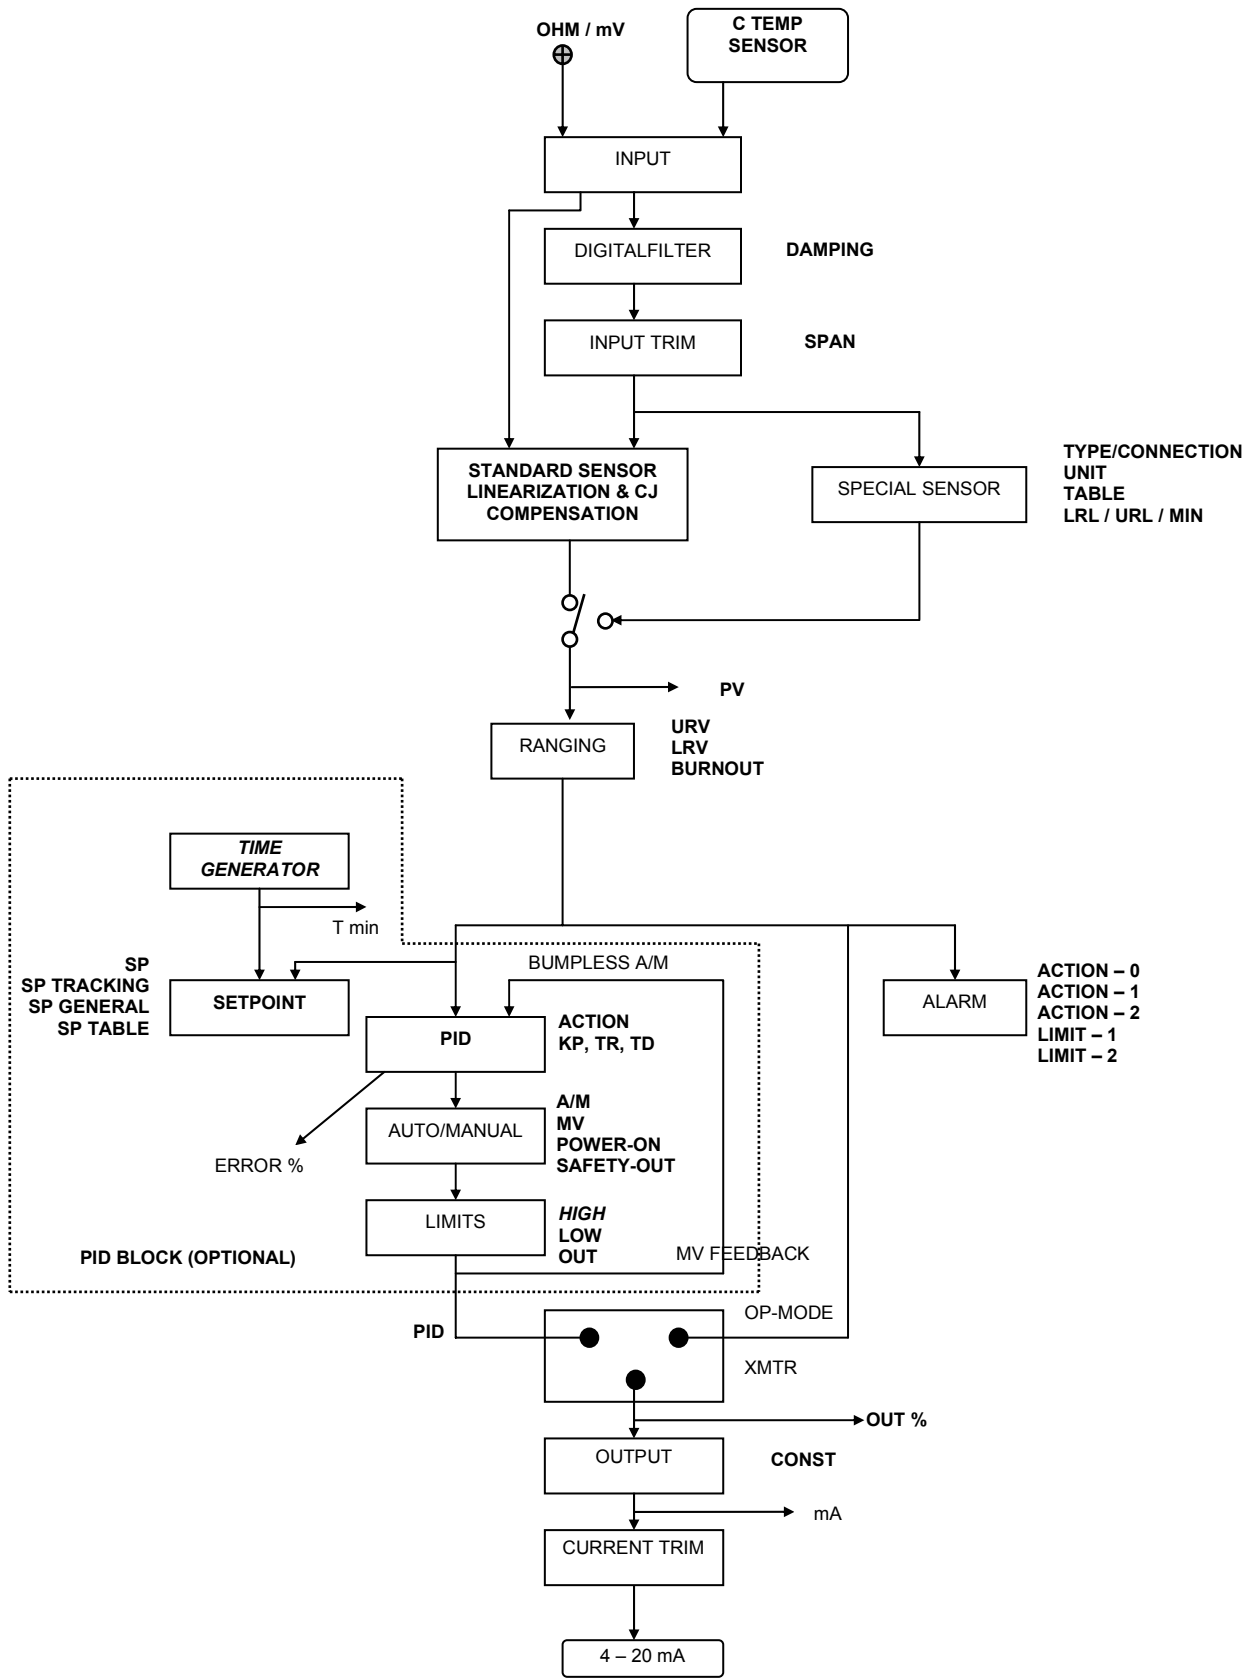 OHM / mV
C TEMP
SENSOR
INPUT
DIGITALFILTER
DAMPING
INPUT TRIM
SPAN
STANDARD SENSOR
LINEARIZATION & CJ
COMPENSATION
SPECIAL SENSOR
TYPE/CONNECTION
UNIT
TABLE
LRL / URL / MIN
PV
RANGING
URV
LRV
BURNOUT
TIME
GENERATOR
T min
SP
SP TRACKING
SP GENERAL
SP TABLE
SETPOINT
BUMPLESS A/M
PID
ACTION
KP, TR, TD
ALARM
ACTION – 0
ACTION – 1
ACTION – 2
LIMIT – 1
LIMIT – 2
AUTO/MANUAL
A/M
MV
POWER-ON
SAFETY-OUT
ERROR %
LIMITS
HIGH
LOW
OUT
PID BLOCK (OPTIONAL)
MV FEEDBACK
OP-MODE
PID
XMTR
OUT %
OUTPUT
CONST
mA
CURRENT TRIM
4 – 20 mA